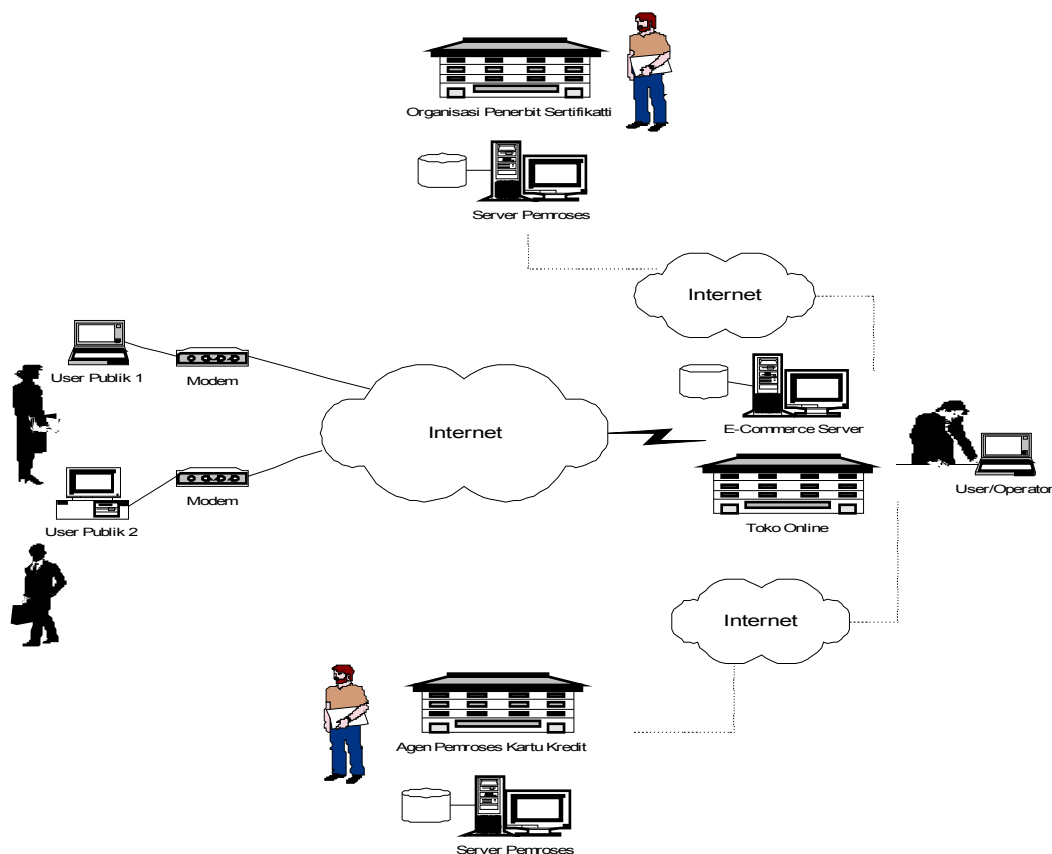 Organisasi Penerbit Sertifikatti
Server Pemroses
Internet
User Publik 1
Modem
Internet
E-Commerce Server
User Publik 2
Modem
User/Operator
Toko Online
Internet
Agen Pemroses Kartu Kredit
Server Pemroses